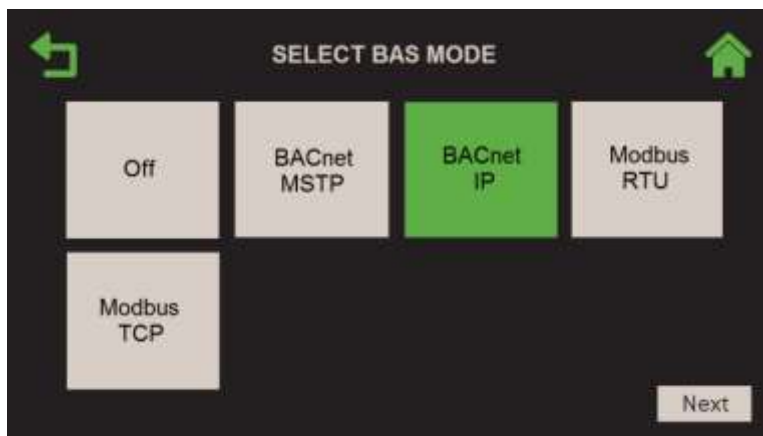 SELECT BAS MODE
Off
BACnet
MSTP
BACnet
IP
Modbus
RTU
Modbus
TCP
Next